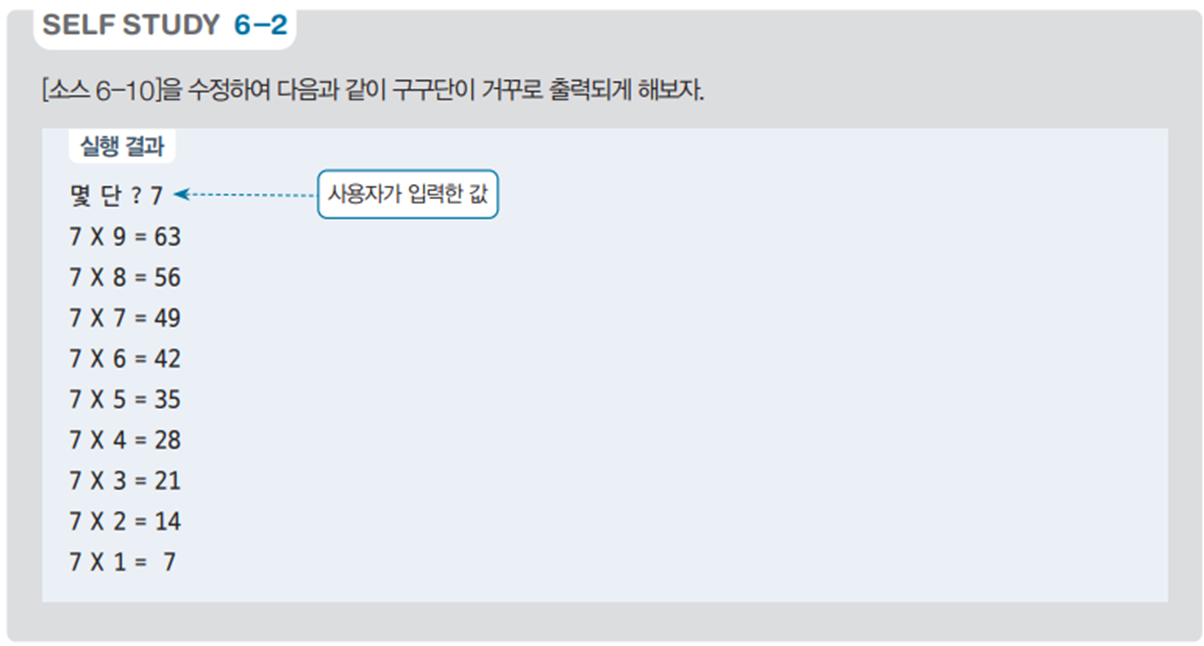 SELF STUDY 6-2
[소스 6-10]을 수정하여 다음과 같이 구구단이 거꾸로 출력되게 해보자.
실행 결과
몇 단 ? 7
사용자가 입력한 값
7 X 9 = 63
7 X 8 = 56
7 X 7 = 49
7 X 6 = 42
7 X 5 = 35
7 X 4 = 28
7 X 3 = 21
7 X 2 = 14
7 X 1 =  7